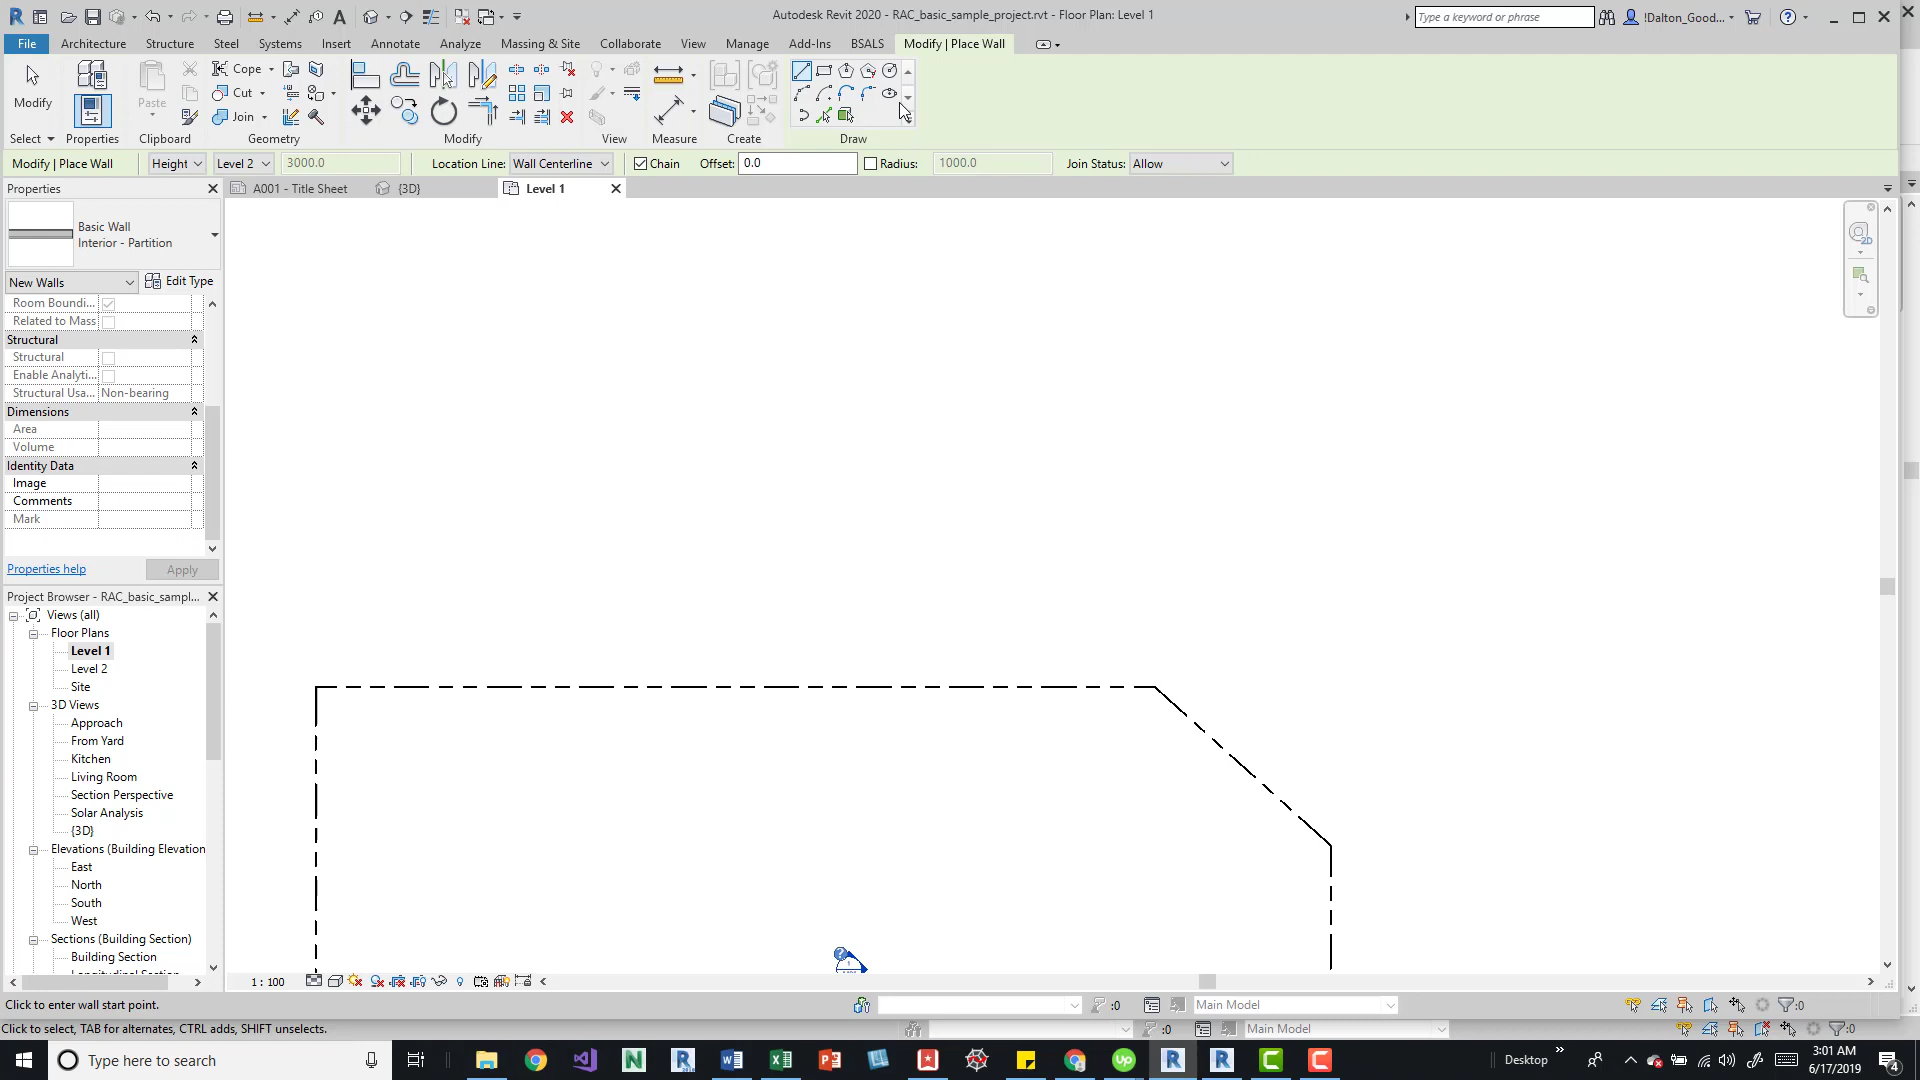 Autodesk Revit 2020 - RAC_basic_sample_project.rvt - Floor Plan: Level 1
Type a keyword or phrase
!Dalton_Good...
File Architecture Structure Steel Systems Insert Annotate Analyze Massing & Site Collaborate View Manage Add-Ins BSALS Modify | Place Wall
Cope
Cut
Join
Modify
Paste
Select Properties Clipboard Geometry Modify View Measure Create Draw
Modify | Place Wall Height Level 2 3000.0 Location Line: Wall Centerline Chain Offset: 0.0 Radius: 1000.0 Join Status: Allow
Properties
A001 - Title Sheet {3D} Level 1
Basic Wall
Interior - Partition
New Walls Edit Type
Room Boundi...
Related to Mass
Structural
Structural
Enable Analyti...
Structural Usa... Non-bearing
Dimensions
Area
Volume
Identity Data
Image
Comments
Mark
Properties help Apply
Project Browser - RAC_basic_sampl...
Views (all)
Floor Plans
Level 1
Level 2
Site
3D Views
Approach
From Yard
Kitchen
Living Room
Section Perspective
Solar Analysis
{3D}
Elevations (Building Elevation
East
North
South
West
Sections (Building Section)
Building Section
1 : 100
Click to enter wall start point. :0 Main Model :0
Click to select, TAB for alternates, CTRL adds, SHIFT unselects. :0 Main Model :0
Type here to search
Desktop
3:01 AM
6/17/2019
4